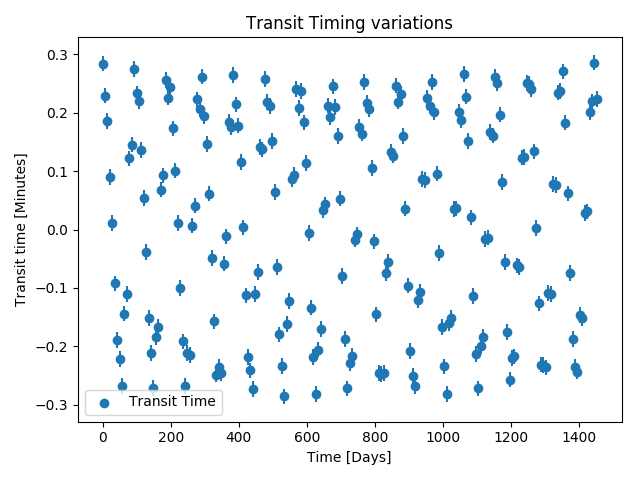 Transit Timing variations
Transit time [Minutes]
0.3
0.2
0.1
0.0
−0.1
−0.2
−0.3
Transit Time
0 200 400 600 800 1000 1200 1400
Time [Days]